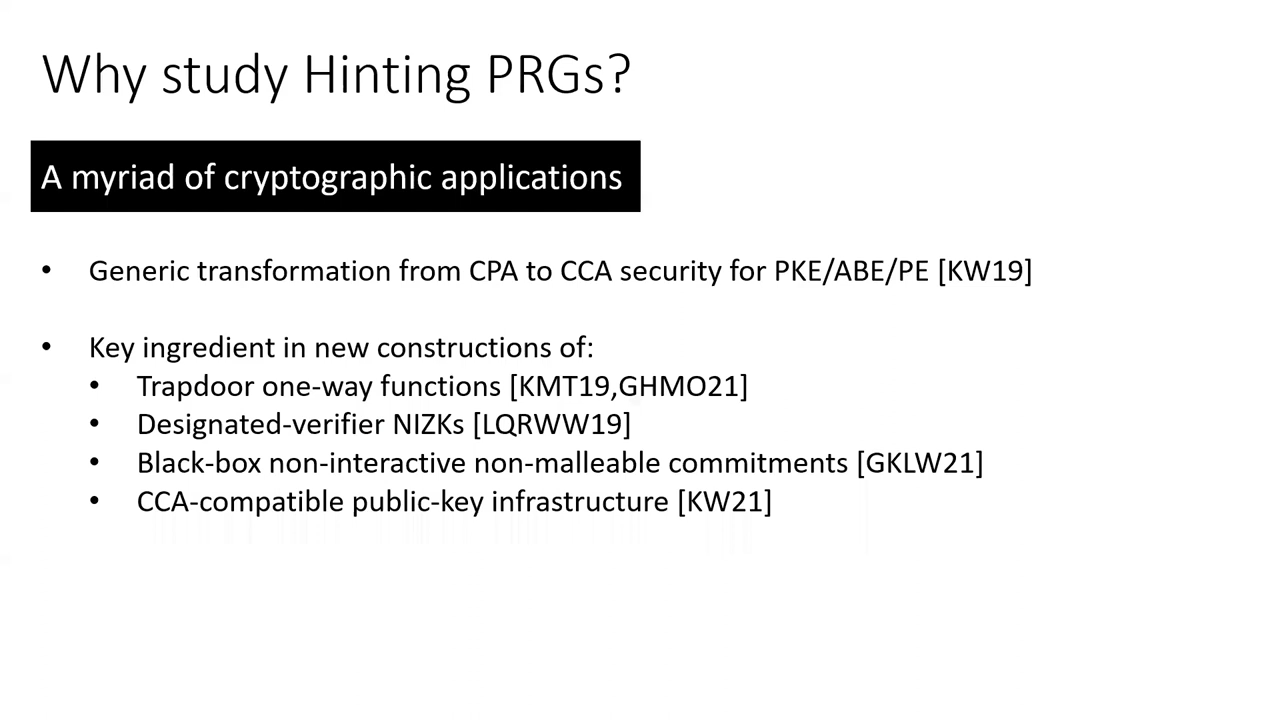 Why study Hinting PRGs?
A myriad of cryptographic applications
• Generic transformation from CPA to CCA security for PKE/ABE/PE [KW19]
• Key ingredient in new constructions of:
• Trapdoor one-way functions [KMT19,GHMO21]
• Designated-verifier NIZKs [LQRWW19]
• Black-box non-interactive non-malleable commitments [GKLW21]
• CCA-compatible public-key infrastructure [KW21]